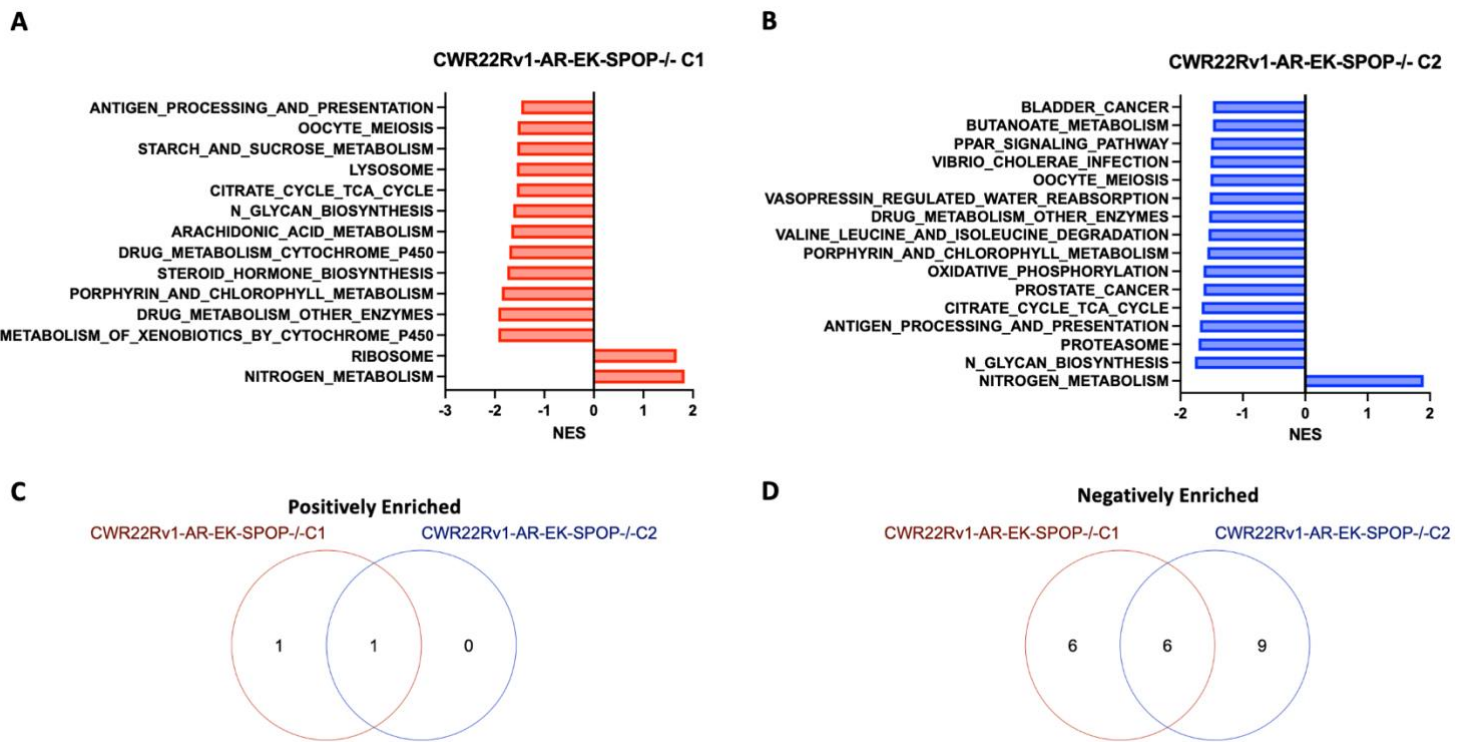 A
CWR22Rv1-AR-EK-SPOP-/- C1
ANTIGEN_PROCESSING_AND_PRESENTATION
OOCYTE_MEIOSIS
STARCH_AND_SUCROSE_METABOLISM
LYSOSOME
CITRATE_CYCLE_TCA_CYCLE
N_GLYCAN_BIOSYNTHESIS
ARACHIDONIC_ACID_METABOLISM
DRUG_METABOLISM_CYTOCHROME_P450
STEROID_HORMONE_BIOSYNTHESIS
PORPHYRIN_AND_CHLOROPHYLL_METABOLISM
DRUG_METABOLISM_OTHER_ENZYMES
METABOLISM_OF_XENOBIOTICS_BY_CYTOCHROME_P450
RIBOSOME
NITROGEN_METABOLISM
-3 -2 -1 0 1 2
NES
B
CWR22Rv1-AR-EK-SPOP-/- C2
BLADDER_CANCER
BUTANOATE_METABOLISM
PPAR_SIGNALING_PATHWAY
VIBRIO_CHOLERAE_INFECTION
OOCYTE_MEIOSIS
VASOPRESSIN_REGULATED_WATER_REABSORPTION
DRUG_METABOLISM_OTHER_ENZYMES
VALINE_LEUCINE_AND_ISOLEUCINE_DEGRADATION
PORPHYRIN_AND_CHLOROPHYLL_METABOLISM
OXIDATIVE_PHOSPHORYLATION
PROSTATE_CANCER
CITRATE_CYCLE_TCA_CYCLE
ANTIGEN_PROCESSING_AND_PRESENTATION
PROTEASOME
N_GLYCAN_BIOSYNTHESIS
NITROGEN_METABOLISM
-2 -1 0 1 2
NES
C
Positively Enriched
CWR22Rv1-AR-EK-SPOP-/-C1 CWR22Rv1-AR-EK-SPOP-/-C2
1 1 0
D
Negatively Enriched
CWR22Rv1-AR-EK-SPOP-/-C1 CWR22Rv1-AR-EK-SPOP-/-C2
6 6 9